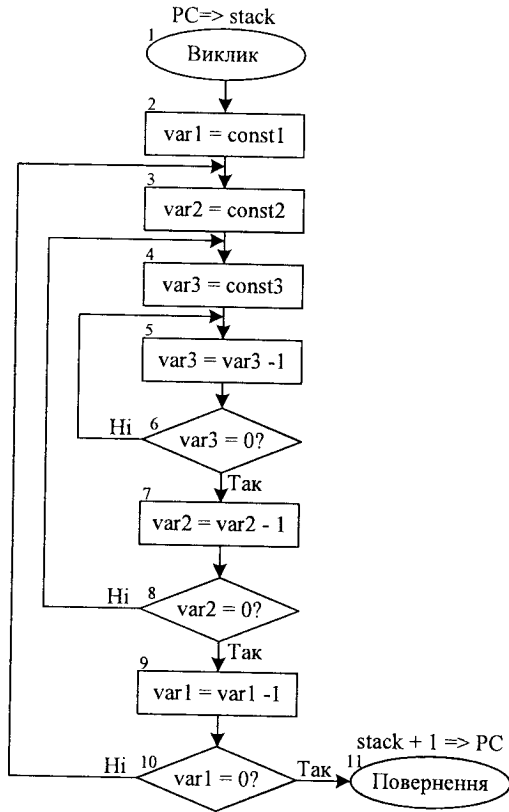 PC=> stack
1
Виклик
2
var1 = const1
3
var2 = const2
4
var3 = const3
5
var3 = var3 -1
Ні
6
var3 = 0?
Так
7
var2 = var2 - 1
Ні
8
var2 = 0?
Так
9
var1 = var1 -1
Ні
10
var1 = 0?
Так
stack + 1 => PC
11
Повернення